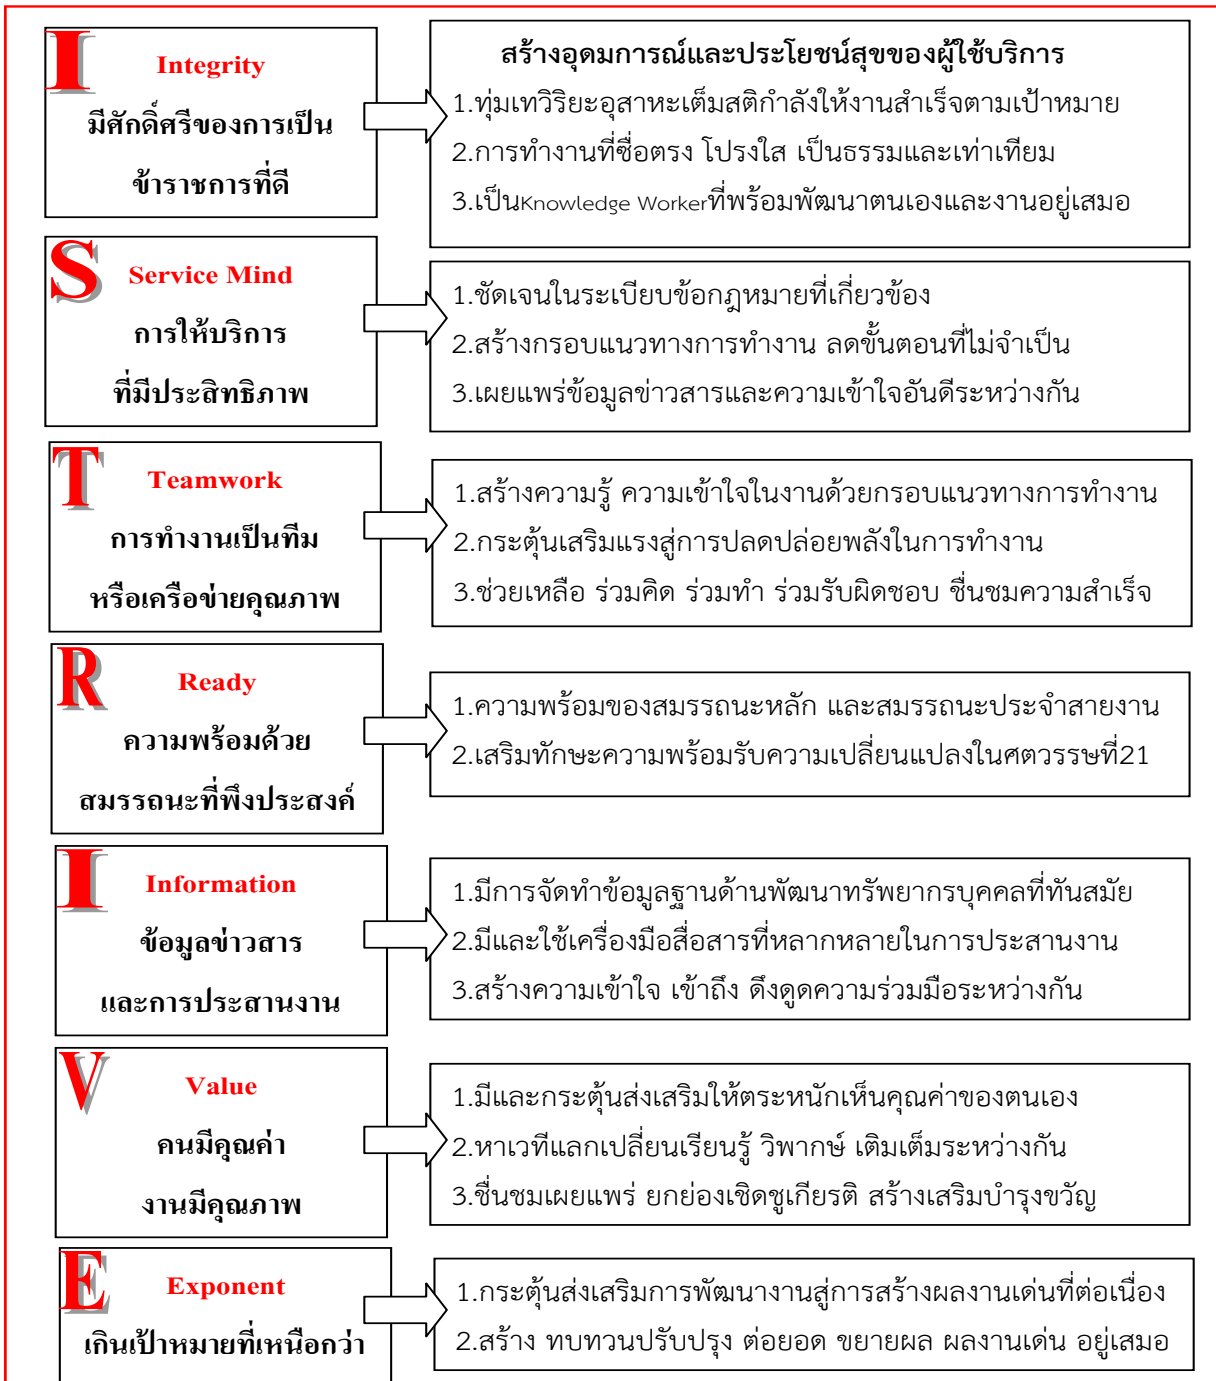 I
Integrity
มีศักดิ์ศรีของการเป็น
ข้าราชการที่ดี
สร้างอุดมการณ์และประโยชน์สุขของผู้ใช้บริการ
1.ทุ่มเทวิริยะอุสาหะเต็มสติกำลังให้งานสำเร็จตามเป้าหมาย
2.การทำงานที่ซื่อตรง โปรงใส เป็นธรรมและเท่าเทียม
3.เป็นKnowledge Workerที่พร้อมพัฒนาตนเองและงานอยู่เสมอ
S
Service Mind
การให้บริการ
ที่มีประสิทธิภาพ
1.ชัดเจนในระเบียบข้อกฎหมายที่เกี่ยวข้อง
2.สร้างกรอบแนวทางการทำงาน ลดขั้นตอนที่ไม่จำเป็น
3.เผยแพร่ข้อมูลข่าวสารและความเข้าใจอันดีระหว่างกัน
T
Teamwork
การทำงานเป็นทีม
หรือเครือข่ายคุณภาพ
1.สร้างความรู้ ความเข้าใจในงานด้วยกรอบแนวทางการทำงาน
2.กระตุ้นเสริมแรงสู่การปลดปล่อยพลังในการทำงาน
3.ช่วยเหลือ ร่วมคิด ร่วมทำ ร่วมรับผิดชอบ ชื่นชมความสำเร็จ
R
Ready
ความพร้อมด้วย
สมรรถนะที่พึงประสงค์
1.ความพร้อมของสมรรถนะหลัก และสมรรถนะประจำสายงาน
2.เสริมทักษะความพร้อมรับความเปลี่ยนแปลงในศตวรรษที่21
I
Information
ข้อมูลข่าวสาร
และการประสานงาน
1.มีการจัดทำข้อมูลฐานด้านพัฒนาทรัพยากรบุคคลที่ทันสมัย
2.มีและใช้เครื่องมือสื่อสารที่หลากหลายในการประสานงาน
3.สร้างความเข้าใจ เข้าถึง ดึงดูดความร่วมมือระหว่างกัน
V
Value
คนมีคุณค่า
งานมีคุณภาพ
1.มีและกระตุ้นส่งเสริมให้ตระหนักเห็นคุณค่าของตนเอง
2.หาเวทีแลกเปลี่ยนเรียนรู้ วิพากษ์ เติมเต็มระหว่างกัน
3.ชื่นชมเผยแพร่ ยกย่องเชิดชูเกียรติ สร้างเสริมบำรุงขวัญ
E
Exponent
เกินเป้าหมายที่เหนือกว่า
1.กระตุ้นส่งเสริมการพัฒนางานสู่การสร้างผลงานเด่นที่ต่อเนื่อง
2.สร้าง ทบทวนปรับปรุง ต่อยอด ขยายผล ผลงานเด่น อยู่เสมอ